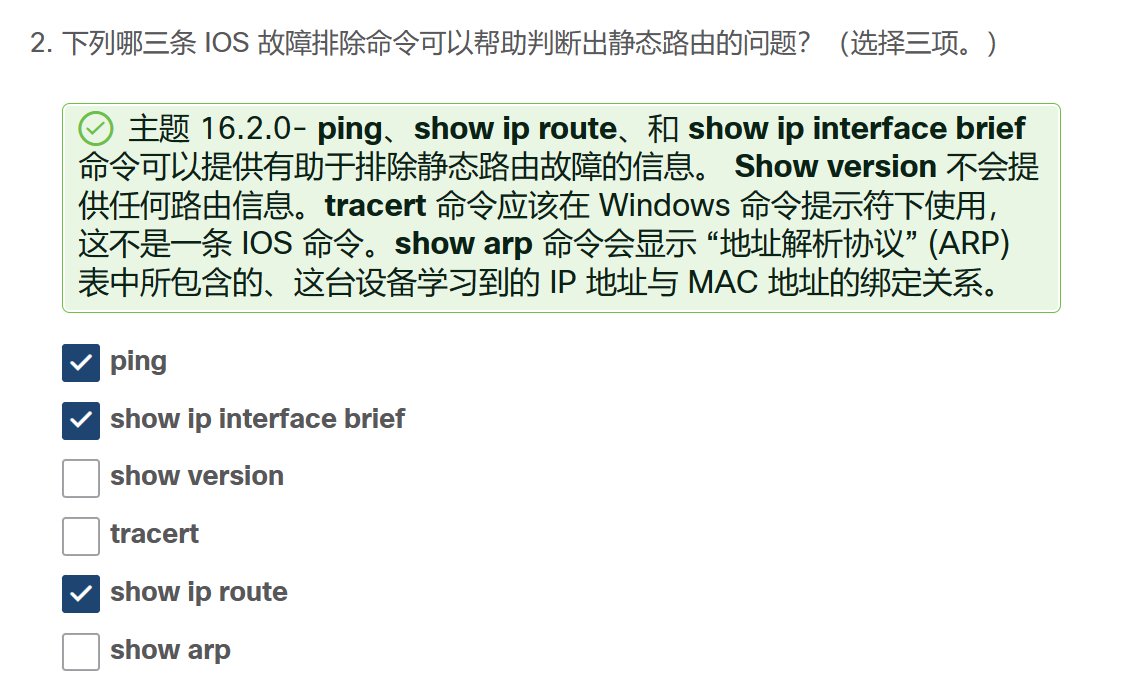 2. 下列哪三条 IOS 故障排除命令可以帮助判断出静态路由的问题？（选择三项。）
主题 16.2.0- ping、show ip route、和 show ip interface brief
命令可以提供有助于排除静态路由故障的信息。 Show version 不会提
供任何路由信息。tracert 命令应该在 Windows 命令提示符下使用，
这不是一条 IOS 命令。show arp 命令会显示 “地址解析协议” (ARP)
表中所包含的、这台设备学习到的 IP 地址与 MAC 地址的绑定关系。
ping
show ip interface brief
show version
tracert
show ip route
show arp